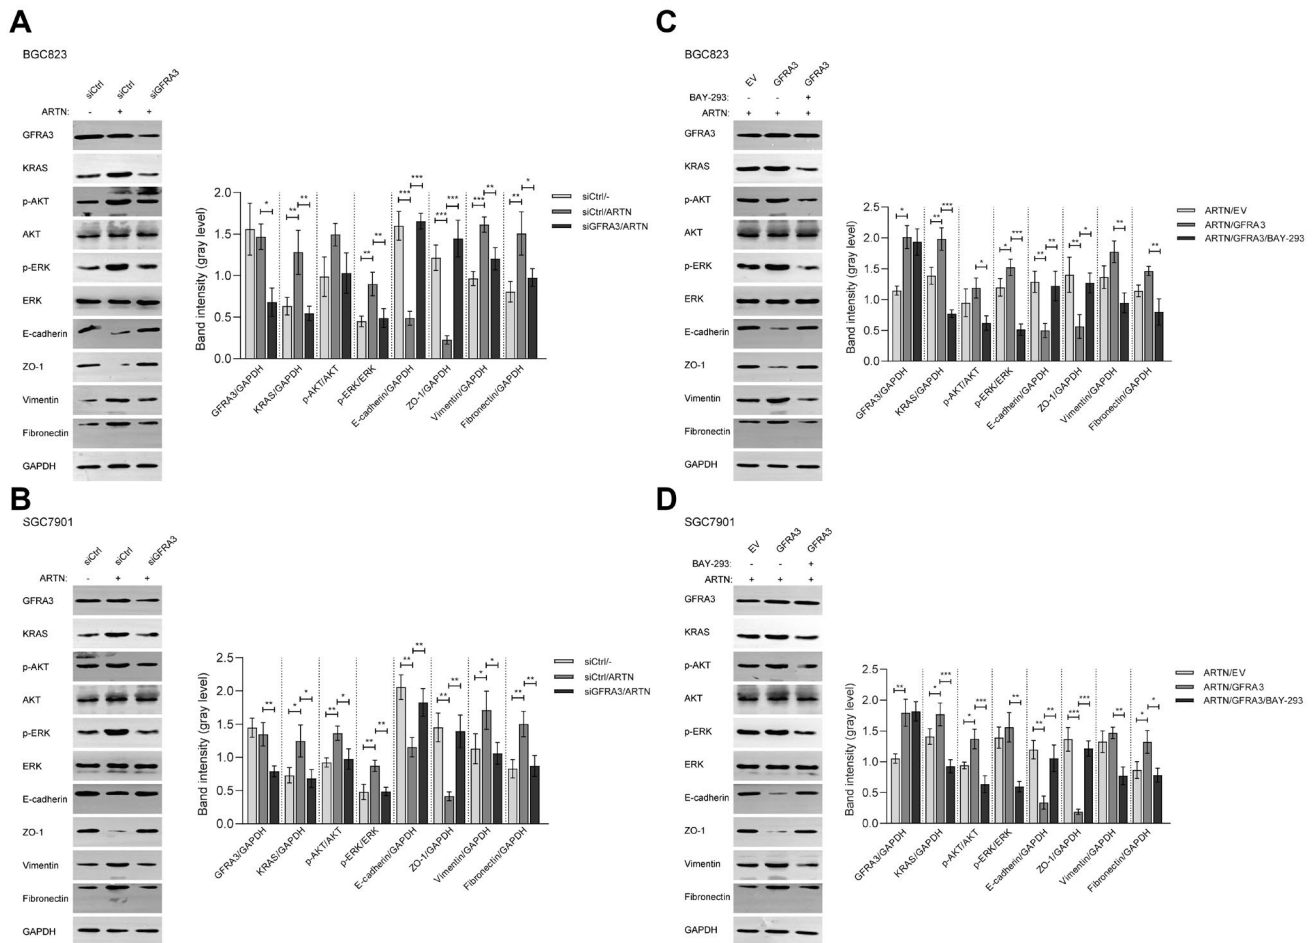 A
BGC823
siCtrl siCtrl siGFRA3
ARTN: - + +
GFRA3
KRAS
p-AKT
AKT
p-ERK
ERK
E-cadherin
ZO-1
Vimentin
Fibronectin
GAPDH
Band intensity (gray level)
2.0
1.5
1.0
0.5
0.0
* ** *** ** ** *** *** *** *** *** ** ** *
GFRA3/GAPDH KRAS/GAPDH p-AKT/AKT p-ERK/ERK E-cadherin/GAPDH ZO-1/GAPDH Vimentin/GAPDH Fibronectin/GAPDH
siCtrl/-
siCtrl/ARTN
siGFRA3/ARTN
B
SGC7901
siCtrl siCtrl siGFRA3
ARTN: - + +
GFRA3
KRAS
p-AKT
AKT
p-ERK
ERK
E-cadherin
ZO-1
Vimentin
Fibronectin
GAPDH
Band intensity (gray level)
2.5
2.0
1.5
1.0
0.5
0.0
** * * ** * ** ** ** ** ** ** * * ** **
GFRA3/GAPDH KRAS/GAPDH p-AKT/AKT p-ERK/ERK E-cadherin/GAPDH ZO-1/GAPDH Vimentin/GAPDH Fibronectin/GAPDH
siCtrl/-
siCtrl/ARTN
siGFRA3/ARTN
C
BGC823
EV GFRA3 GFRA3
BAY-293: - - +
ARTN: + + +
GFRA3
KRAS
p-AKT
AKT
p-ERK
ERK
E-cadherin
ZO-1
Vimentin
Fibronectin
GAPDH
Band intensity (gray level)
2.5
2.0
1.5
1.0
0.5
0.0
* ** *** * * *** ** ** ** * ** **
GFRA3/GAPDH KRAS/GAPDH p-AKT/AKT p-ERK/ERK E-cadherin/GAPDH ZO-1/GAPDH Vimentin/GAPDH Fibronectin/GAPDH
ARTN/EV
ARTN/GFRA3
ARTN/GFRA3/BAY-293
D
SGC7901
EV GFRA3 GFRA3
BAY-293: - - +
ARTN: + + +
GFRA3
KRAS
p-AKT
AKT
p-ERK
ERK
E-cadherin
ZO-1
Vimentin
Fibronectin
GAPDH
Band intensity (gray level)
2.5
2.0
1.5
1.0
0.5
0.0
** * *** * *** ** ** ** *** *** ** * *
GFRA3/GAPDH KRAS/GAPDH p-AKT/AKT p-ERK/ERK E-cadherin/GAPDH ZO-1/GAPDH Vimentin/GAPDH Fibronectin/GAPDH
ARTN/EV
ARTN/GFRA3
ARTN/GFRA3/BAY-293